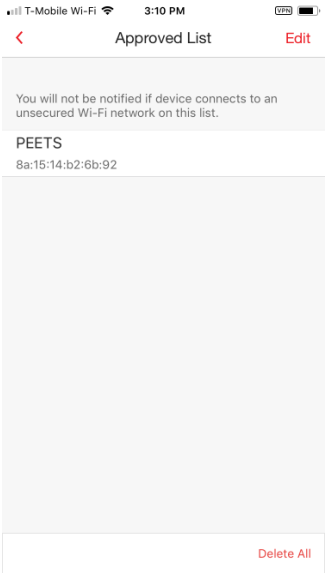 T-Mobile Wi-Fi 3:10 PM VPN
Approved List Edit
You will not be notified if device connects to an
unsecured Wi-Fi network on this list.
PEETS
8a:15:14:b2:6b:92
Delete All